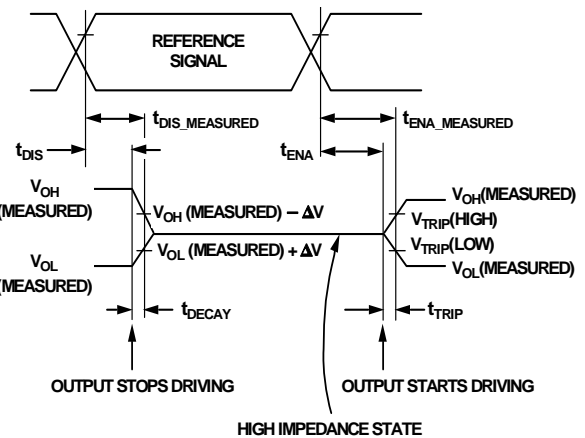 REFERENCE
SIGNAL
tDIS_MEASURED
tENA_MEASURED
tDIS
tENA
VOH
(MEASURED)
VOH (MEASURED) – ΔV
VOH(MEASURED)
VTRIP(HIGH)
VOL
(MEASURED)
VOL (MEASURED) + ΔV
VTRIP(LOW)
VOL(MEASURED)
tDECAY
tTRIP
OUTPUT STOPS DRIVING
OUTPUT STARTS DRIVING
HIGH IMPEDANCE STATE